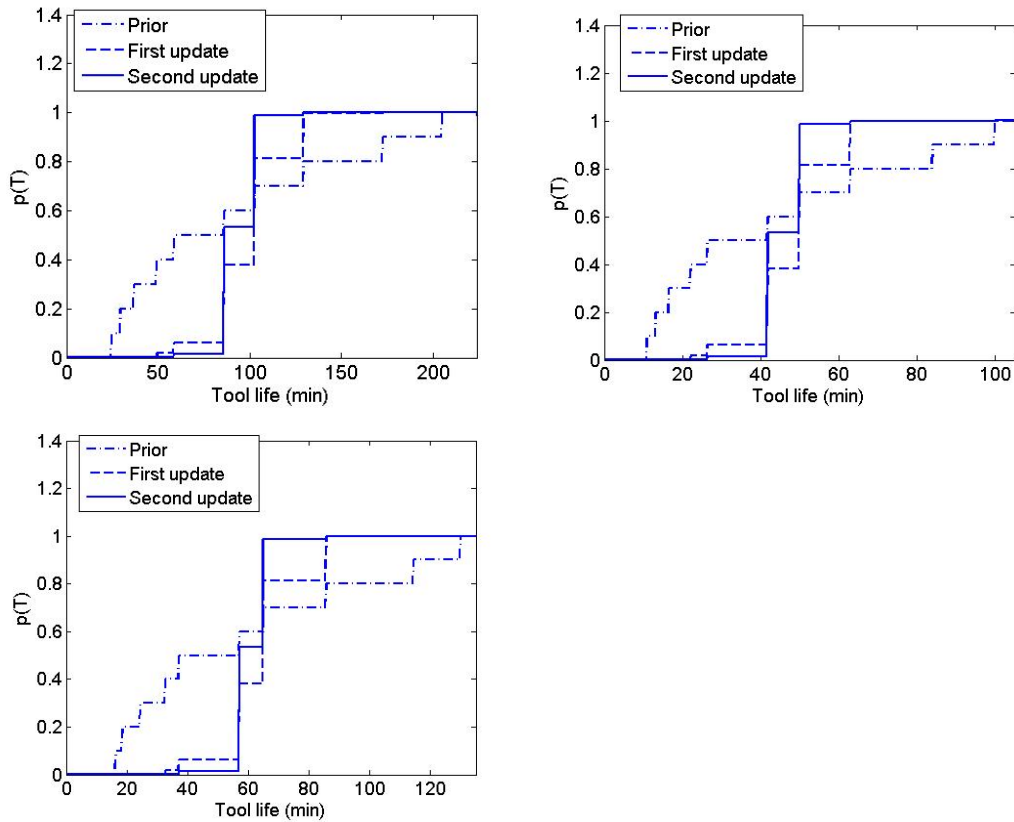 1.4
1.2
1
0.8
0.6
0.4
0.2
0
p(T)
Prior
First update
Second update
0 50 100 150 200
Tool life (min)
1.4
1.2
1
0.8
0.6
0.4
0.2
0
p(T)
Prior
First update
Second update
0 20 40 60 80 100
Tool life (min)
1.4
1.2
1
0.8
0.6
0.4
0.2
0
p(T)
Prior
First update
Second update
0 20 40 60 80 100 120
Tool life (min)